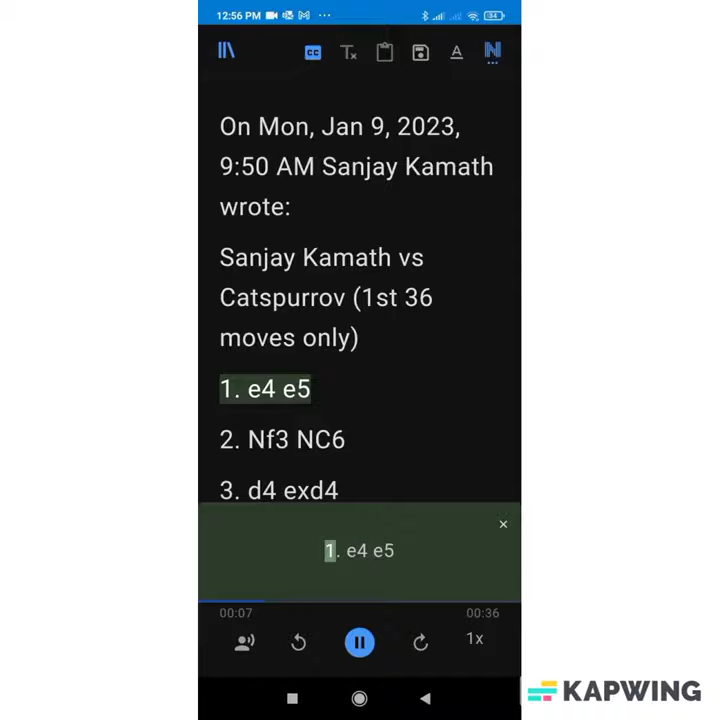 12:56 PM
34
CC
On Mon, Jan 9, 2023,
9:50 AM Sanjay Kamath
wrote:
Sanjay Kamath vs
Catspurrov (1st 36
moves only)
1. e4 e5
2. Nf3 NC6
3. d4 exd4
1. e4 e5
00:07
00:36
1x
KAPWING